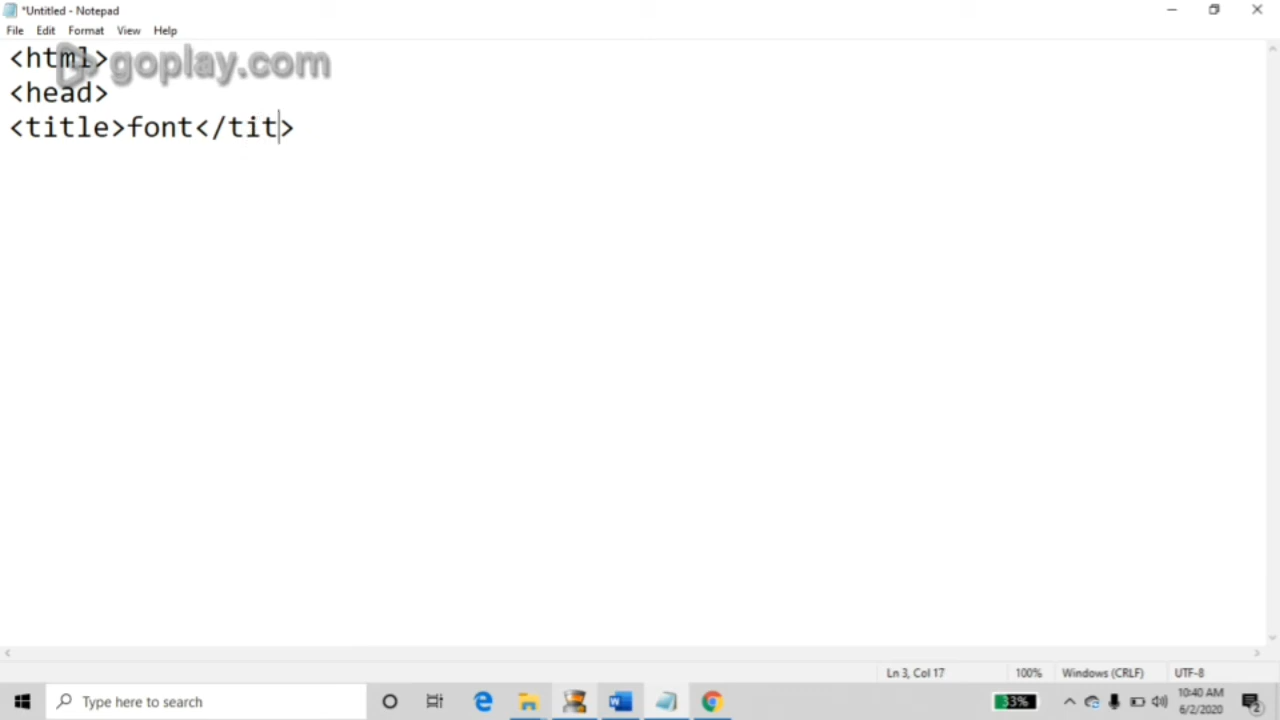 *Untitled - Notepad
File Edit Format View Help
goplay.com
<html>
<head>
<title>font</tit>
Ln 3, Col 17 100% Windows (CRLF) UTF-8
Type here to search
33%
10:40 AM
6/2/2020
2